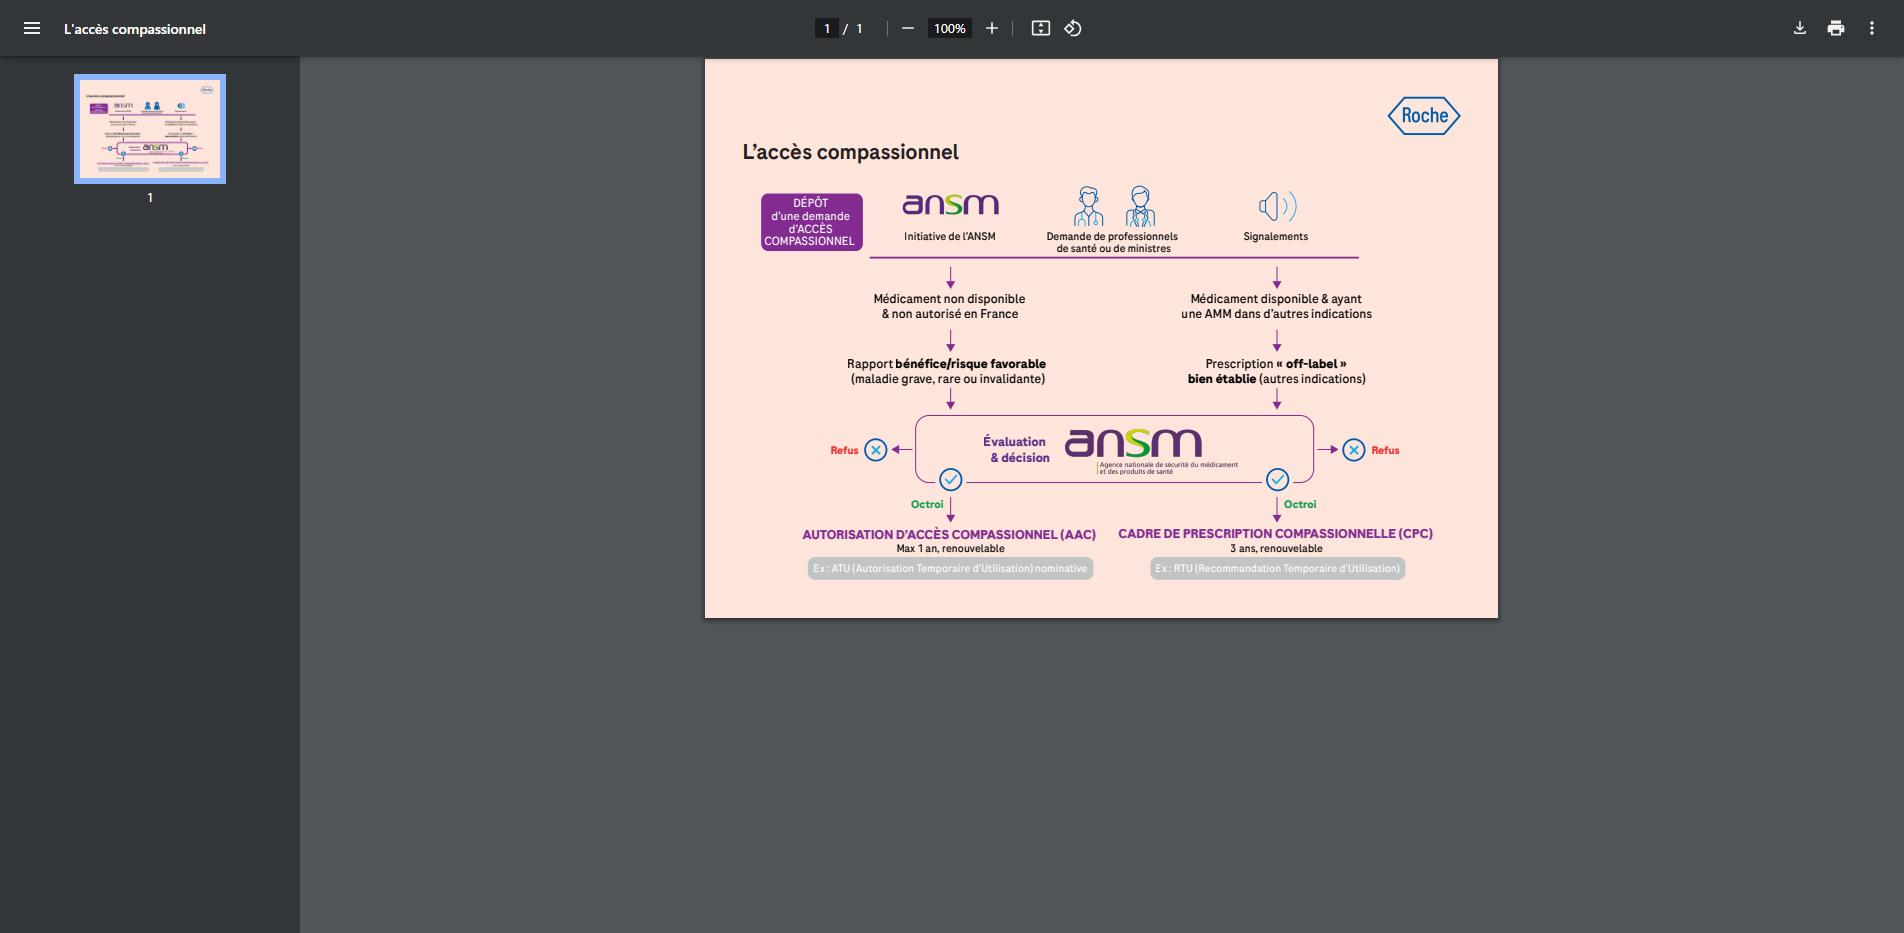 L'accès compassionnel
1 / 1
100%
1
Roche
L'accès compassionnel
DÉPÔT
d'une demande
d'ACCÈS
COMPASSIONNEL
ansm
Initiative de l'ANSM
Demande de professionnels
de santé ou de ministres
Signalements
Médicament non disponible
& non autorisé en France
Médicament disponible & ayant
une AMM dans d'autres indications
Rapport bénéfice/risque favorable
(maladie grave, rare ou invalidante)
Prescription « off-label »
bien établie (autres indications)
Refus
Évaluation
& décision
ansm
Agence nationale de sécurité du médicament
et des produits de santé
Refus
Octroi
Octroi
AUTORISATION D'ACCÈS COMPASSIONNEL (AAC)
Max 1 an, renouvelable
Ex : ATU (Autorisation Temporaire d'Utilisation) nominative
CADRE DE PRESCRIPTION COMPASSIONNELLE (CPC)
3 ans, renouvelable
Ex : RTU (Recommandation Temporaire d'Utilisation)